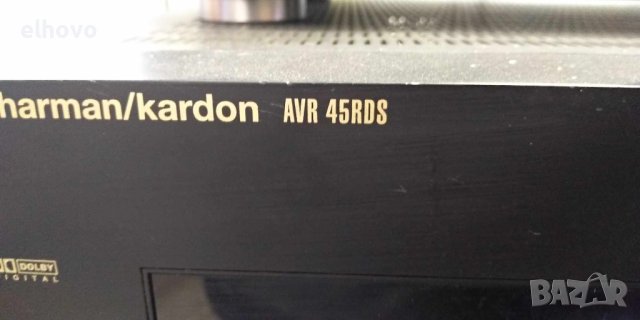 elhovo
harman/kardon AVR 45RDS
DOLBY
DIGITAL
BAZAR